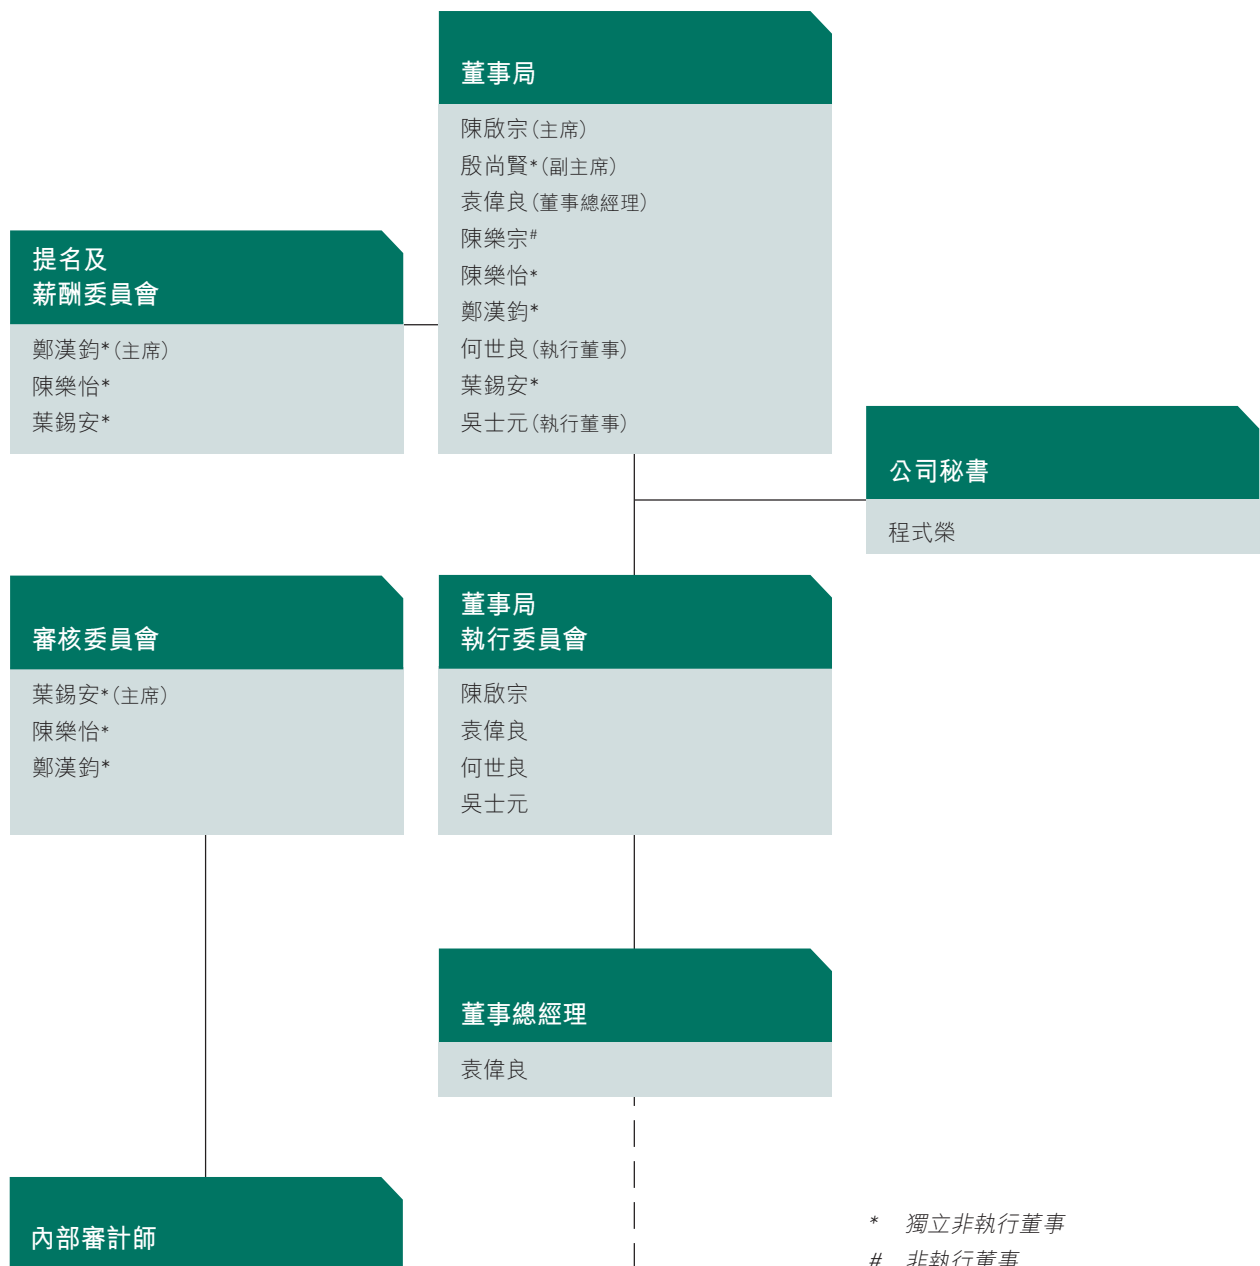 董事局
陳啟宗(主席)
殷尚賢*(副主席)
袁偉良(董事總經理)
陳樂宗#
陳樂怡*
鄭漢鈞*
何世良(執行董事)
葉錫安*
吳士元(執行董事)
提名及
薪酬委員會
鄭漢鈞*(主席)
陳樂怡*
葉錫安*
公司秘書
程式榮
審核委員會
葉錫安*(主席)
陳樂怡*
鄭漢鈞*
董事局
執行委員會
陳啟宗
袁偉良
何世良
吳士元
董事總經理
袁偉良
內部審計師
* 獨立非執行董事
# 非執行董事